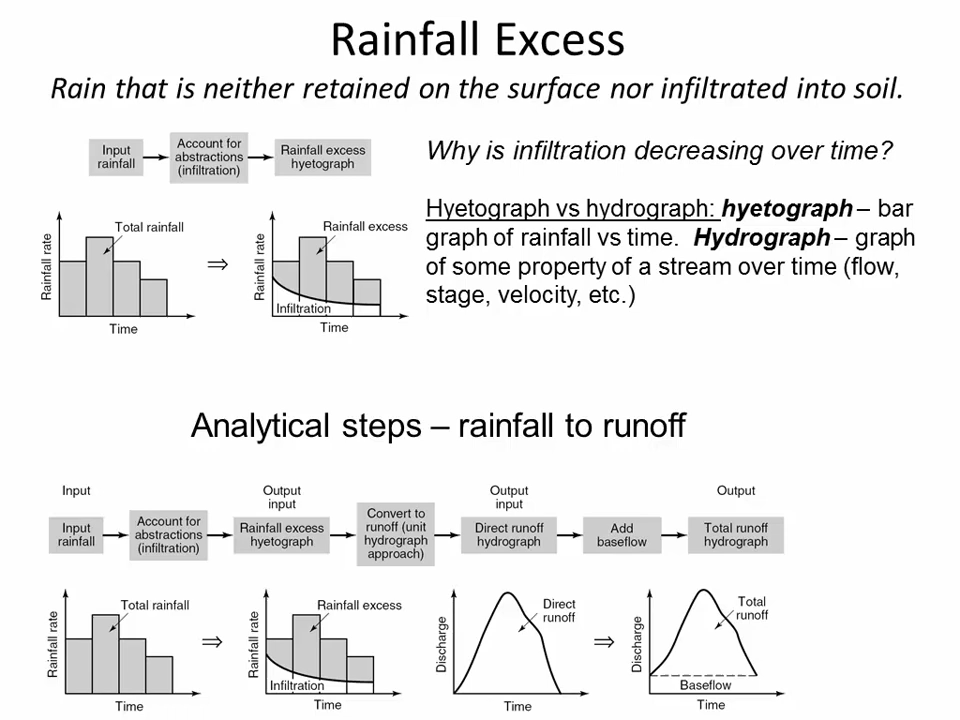 Rainfall Excess
Rain that is neither retained on the surface nor infiltrated into soil.
Input
rainfall
Account for
abstractions
(infiltration)
Rainfall excess
hyetograph
Why is infiltration decreasing over time?
Hyetograph vs hydrograph: hyetograph – bar
graph of rainfall vs time. Hydrograph – graph
of some property of a stream over time (flow,
stage, velocity, etc.)
Rainfall rate
Total rainfall
Time
⇒
Rainfall rate
Rainfall excess
Infiltration
Time
Analytical steps – rainfall to runoff
Input
Output
input
Output
input
Output
Input
rainfall
Account for
abstractions
(infiltration)
Rainfall excess
hyetograph
Convert to
runoff (unit
hydrograph
approach)
Direct runoff
hydrograph
Add
baseflow
Total runoff
hydrograph
Rainfall rate
Total rainfall
Time
⇒
Rainfall rate
Rainfall excess
Infiltration
Time
Discharge
Direct
runoff
Time
⇒
Discharge
Total
runoff
Baseflow
Time